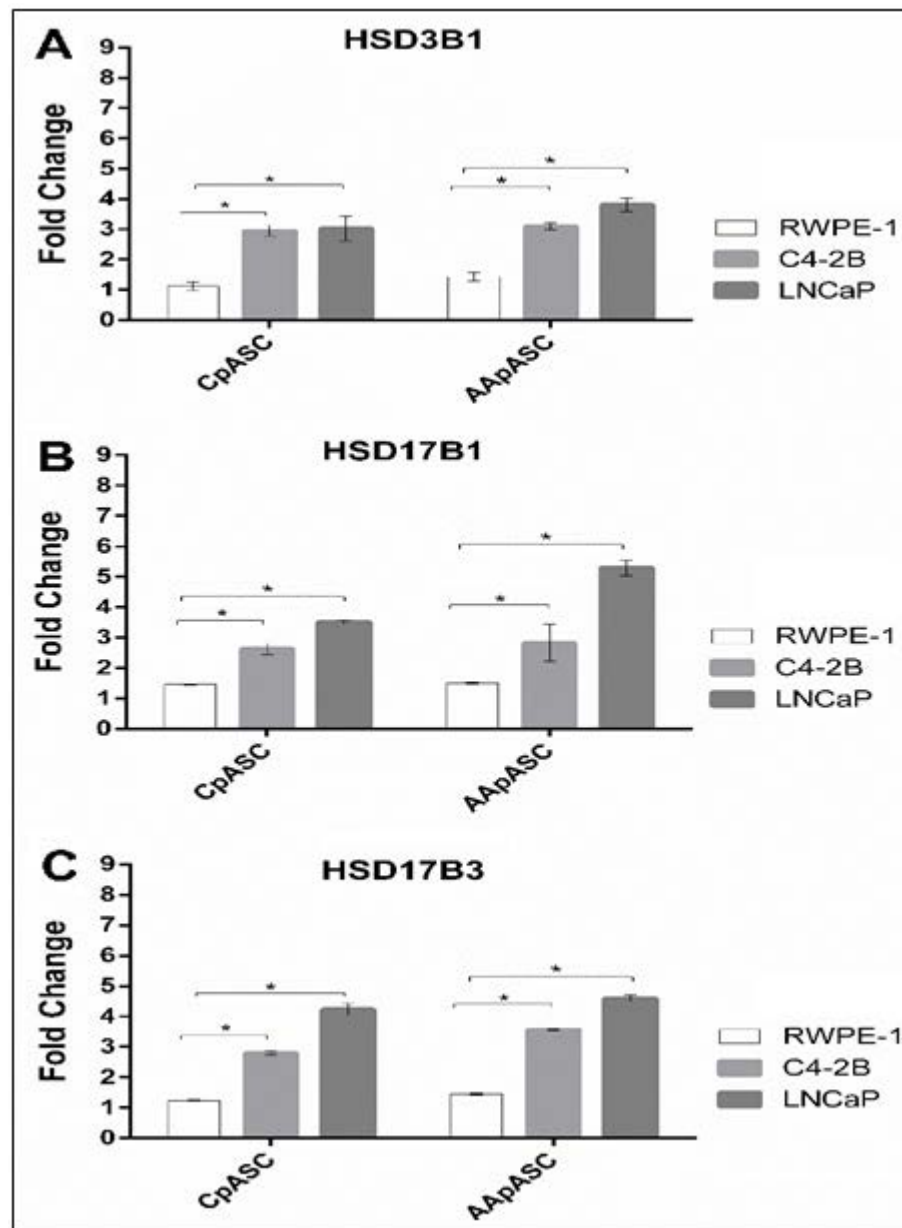 A
HSD3B1
Fold Change
9
8
7
6
5
4
3
2
1
0
*
*
*
*
CpASC
AApASC
RWPE-1
C4-2B
LNCaP
B
HSD17B1
Fold Change
9
8
7
6
5
4
3
2
1
0
*
*
*
*
CpASC
AApASC
RWPE-1
C4-2B
LNCaP
C
HSD17B3
Fold Change
9
8
7
6
5
4
3
2
1
0
*
*
*
*
CpASC
AApASC
RWPE-1
C4-2B
LNCaP